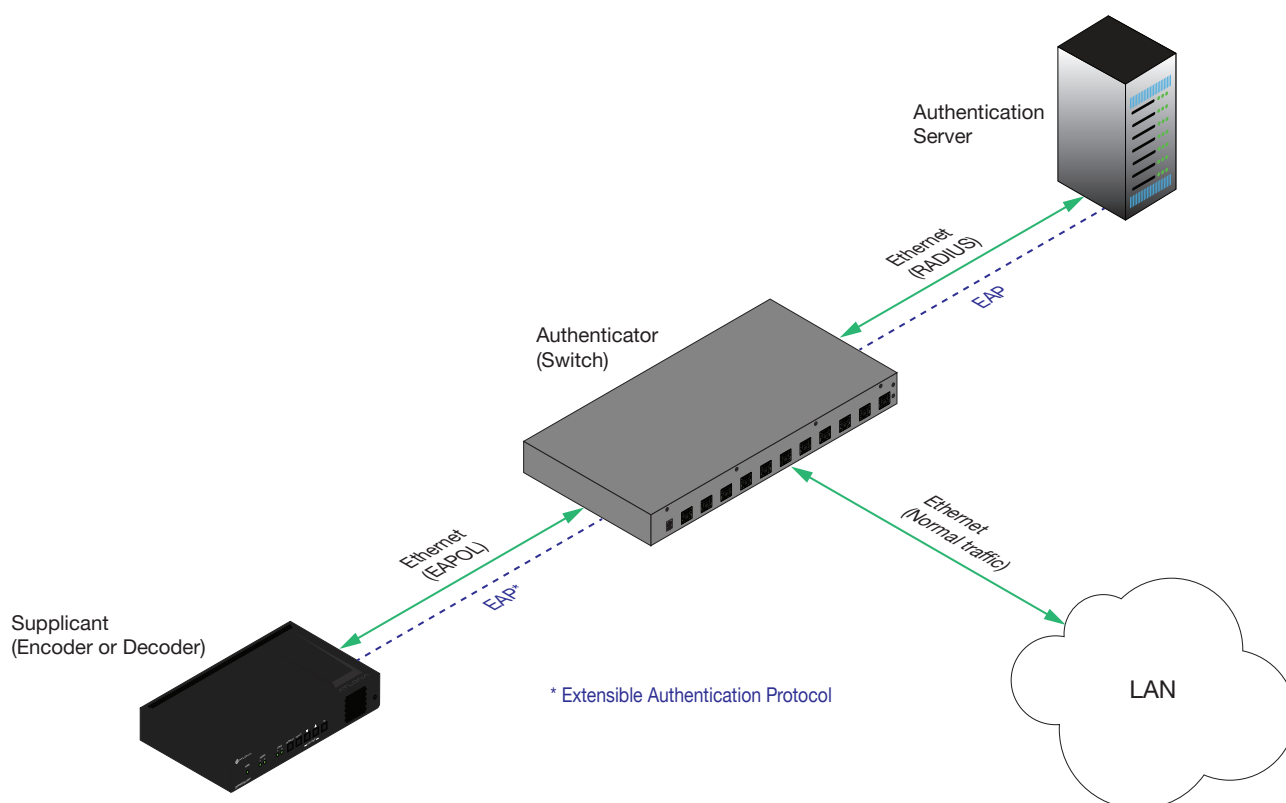 Authentication
Server
Ethernet
(RADIUS)
EAP
Authenticator
(Switch)
Ethernet
(Normal traffic)
Ethernet
(EAPOL)
EAP*
Supplicant
(Encoder or Decoder)
* Extensible Authentication Protocol
LAN